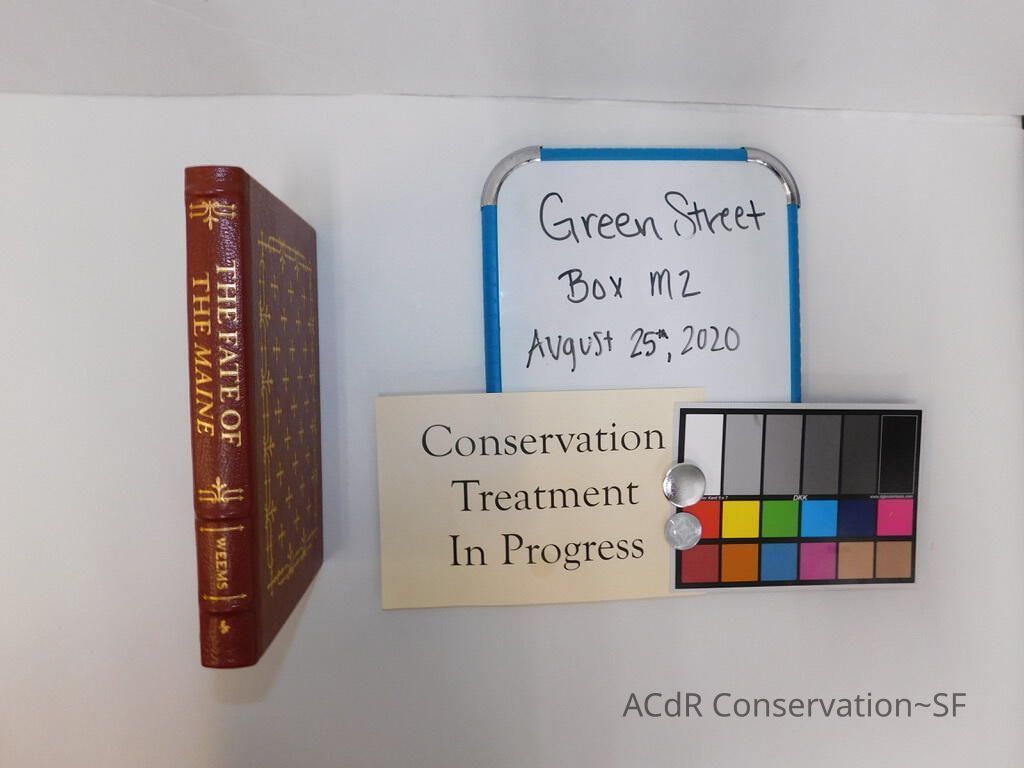 THE FATE OF
THE MAINE
WEEMS
Green Street
Box M2
August 25th, 2020
Conservation
Treatment
In Progress
DKK
ACdR Conservation~SF